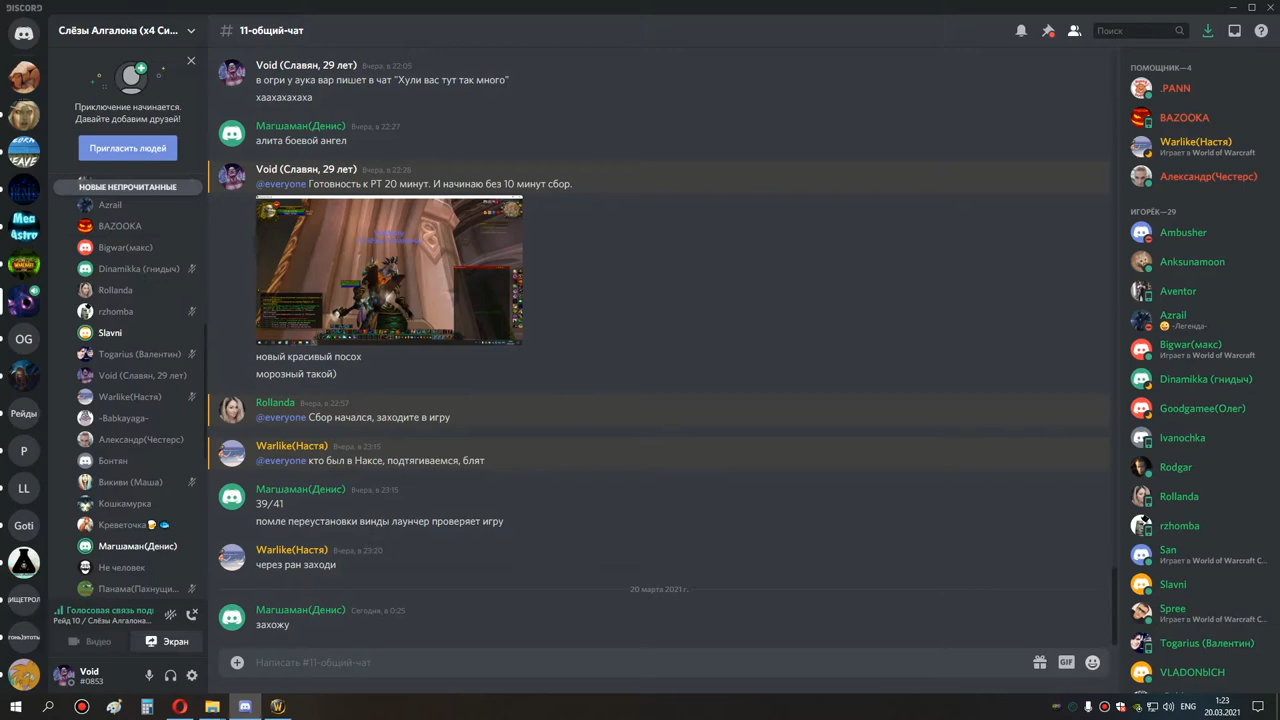 DISCORD
Слёзы Алгалона (x4 Си...
11-общий-чат
Поиск
Приключение начинается.
Давайте добавим друзей!
Пригласить людей
НОВЫЕ НЕПРОЧИТАННЫЕ
Azrail
BAZOOKA
Bigwar(макс)
Dinamikka (гнидыч)
Rollanda
rzhomba
Slavni
Togarius (Валентин)
Void (Славян, 29 лет)
Warlike(Настя)
-Babkayaga-
Александр(Честерс)
Бонтян
Викиви (Маша)
Кошкамурка
Креветочка
Магшаман(Денис)
Не человек
Панама(Пахнущи...
Голосовая связь подк
Рейд 10 / Слёзы Алгалона...
Видео
Экран
Void
#0853
Meat
Astro
OG
Рейды
P
LL
Goti
Void (Славян, 29 лет) Вчера, в 22:05
в огри у аука вар пишет в чат "Хули вас тут так много"
хаахахахаха
Магшаман(Денис) Вчера, в 22:27
алита боевой ангел
Void (Славян, 29 лет) Вчера, в 22:28
@everyone Готовность к РТ 20 минут. И начинаю без 10 минут сбор.
новый красивый посох
морозный такой)
Rollanda Вчера, в 22:57
@everyone Сбор начался, заходите в игру
Warlike(Настя) Вчера, в 23:15
@everyone кто был в Наксе, подтягиваемся, блят
Магшаман(Денис) Вчера, в 23:15
39/41
помле переустановки винды лаунчер проверяет игру
Warlike(Настя) Вчера, в 23:20
через ран заходи
20 марта 2021 г.
Магшаман(Денис) Сегодня, в 0:25
захожу
Написать #11-общий-чат
GIF
ПОМОЩНИК—4
.PANN
BAZOOKA
Warlike(Настя)
Играет в World of Warcraft
Александр(Честерс)
ИГОРЁК—29
Ambusher
Anksunamoon
Aventor
Azrail
-Легенда-
Bigwar(макс)
Играет в World of Warcraft
Dinamikka (гнидыч)
Goodgamee(Олег)
Ivanochka
Rodgar
Rollanda
rzhomba
San
Играет в World of Warcraft C...
Slavni
Spree
Играет в World of Warcraft C...
Togarius (Валентин)
VLADONЫCH
ENG
1:23
20.03.2021